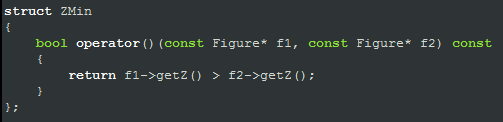 struct ZMin
{
    bool operator()(const Figure* f1, const Figure* f2) const
    {
        return f1->getZ() > f2->getZ();
    }
};